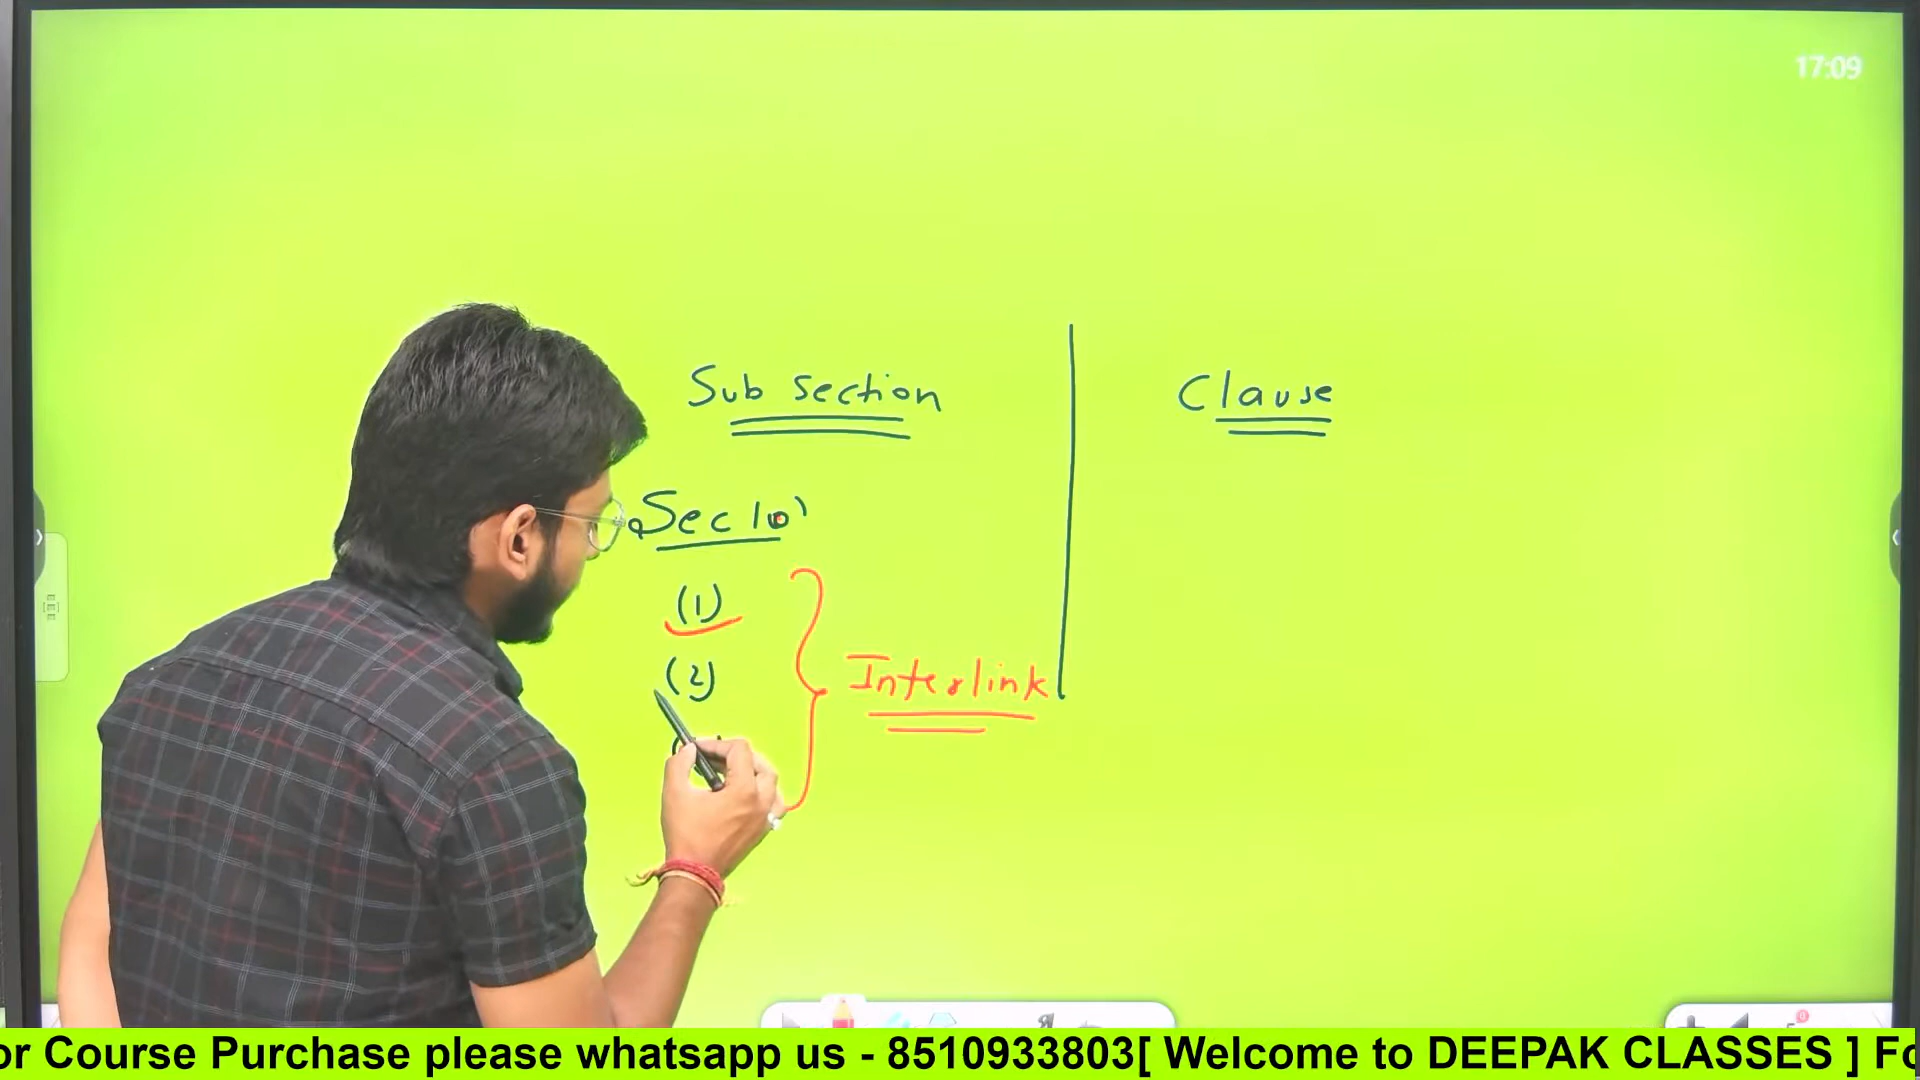 17:09
Sub section
Clause
Sec 10
(1)
(2)
Interlink
or Course Purchase please whatsapp us - 8510933803[ Welcome to DEEPAK CLASSES ] Fo